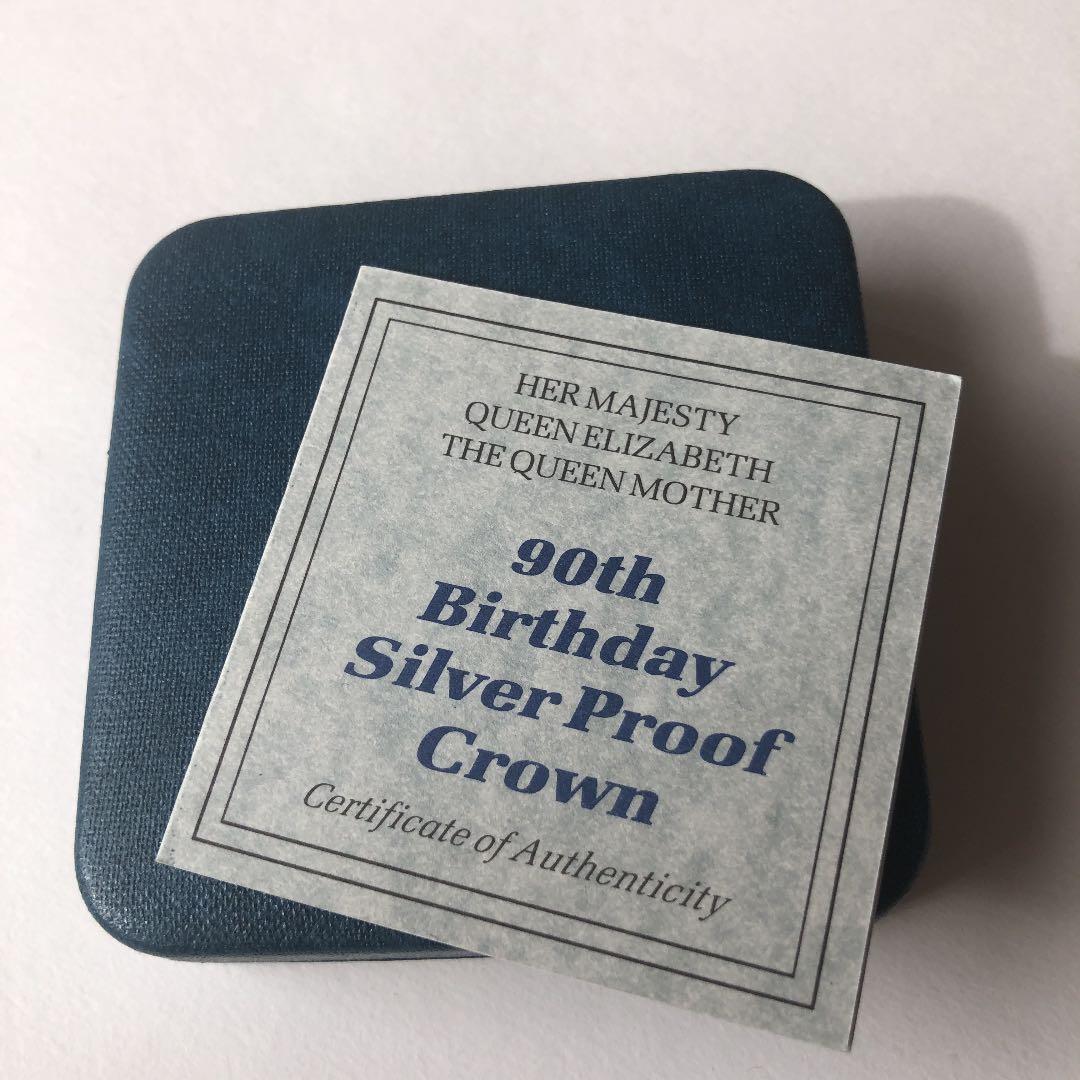 HER MAJESTY
QUEEN ELIZABETH
THE QUEEN MOTHER
90th
Birthday
Silver Proof
Crown
Certificate of Authenticity